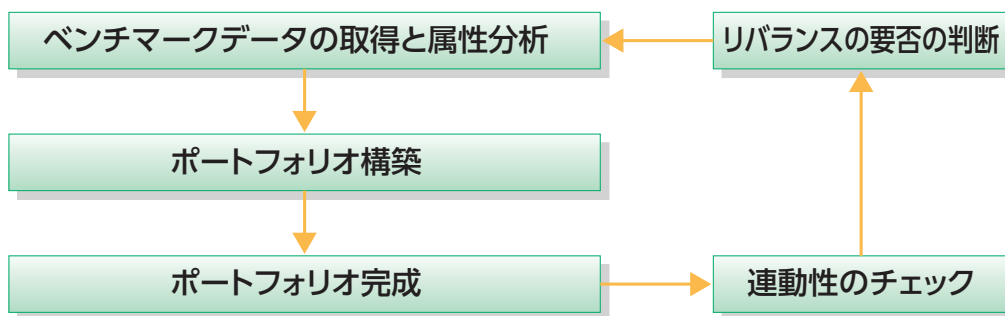 ベンチマークデータの取得と属性分析
リバランスの要否の判断
ポートフォリオ構築
ポートフォリオ完成
連動性のチェック